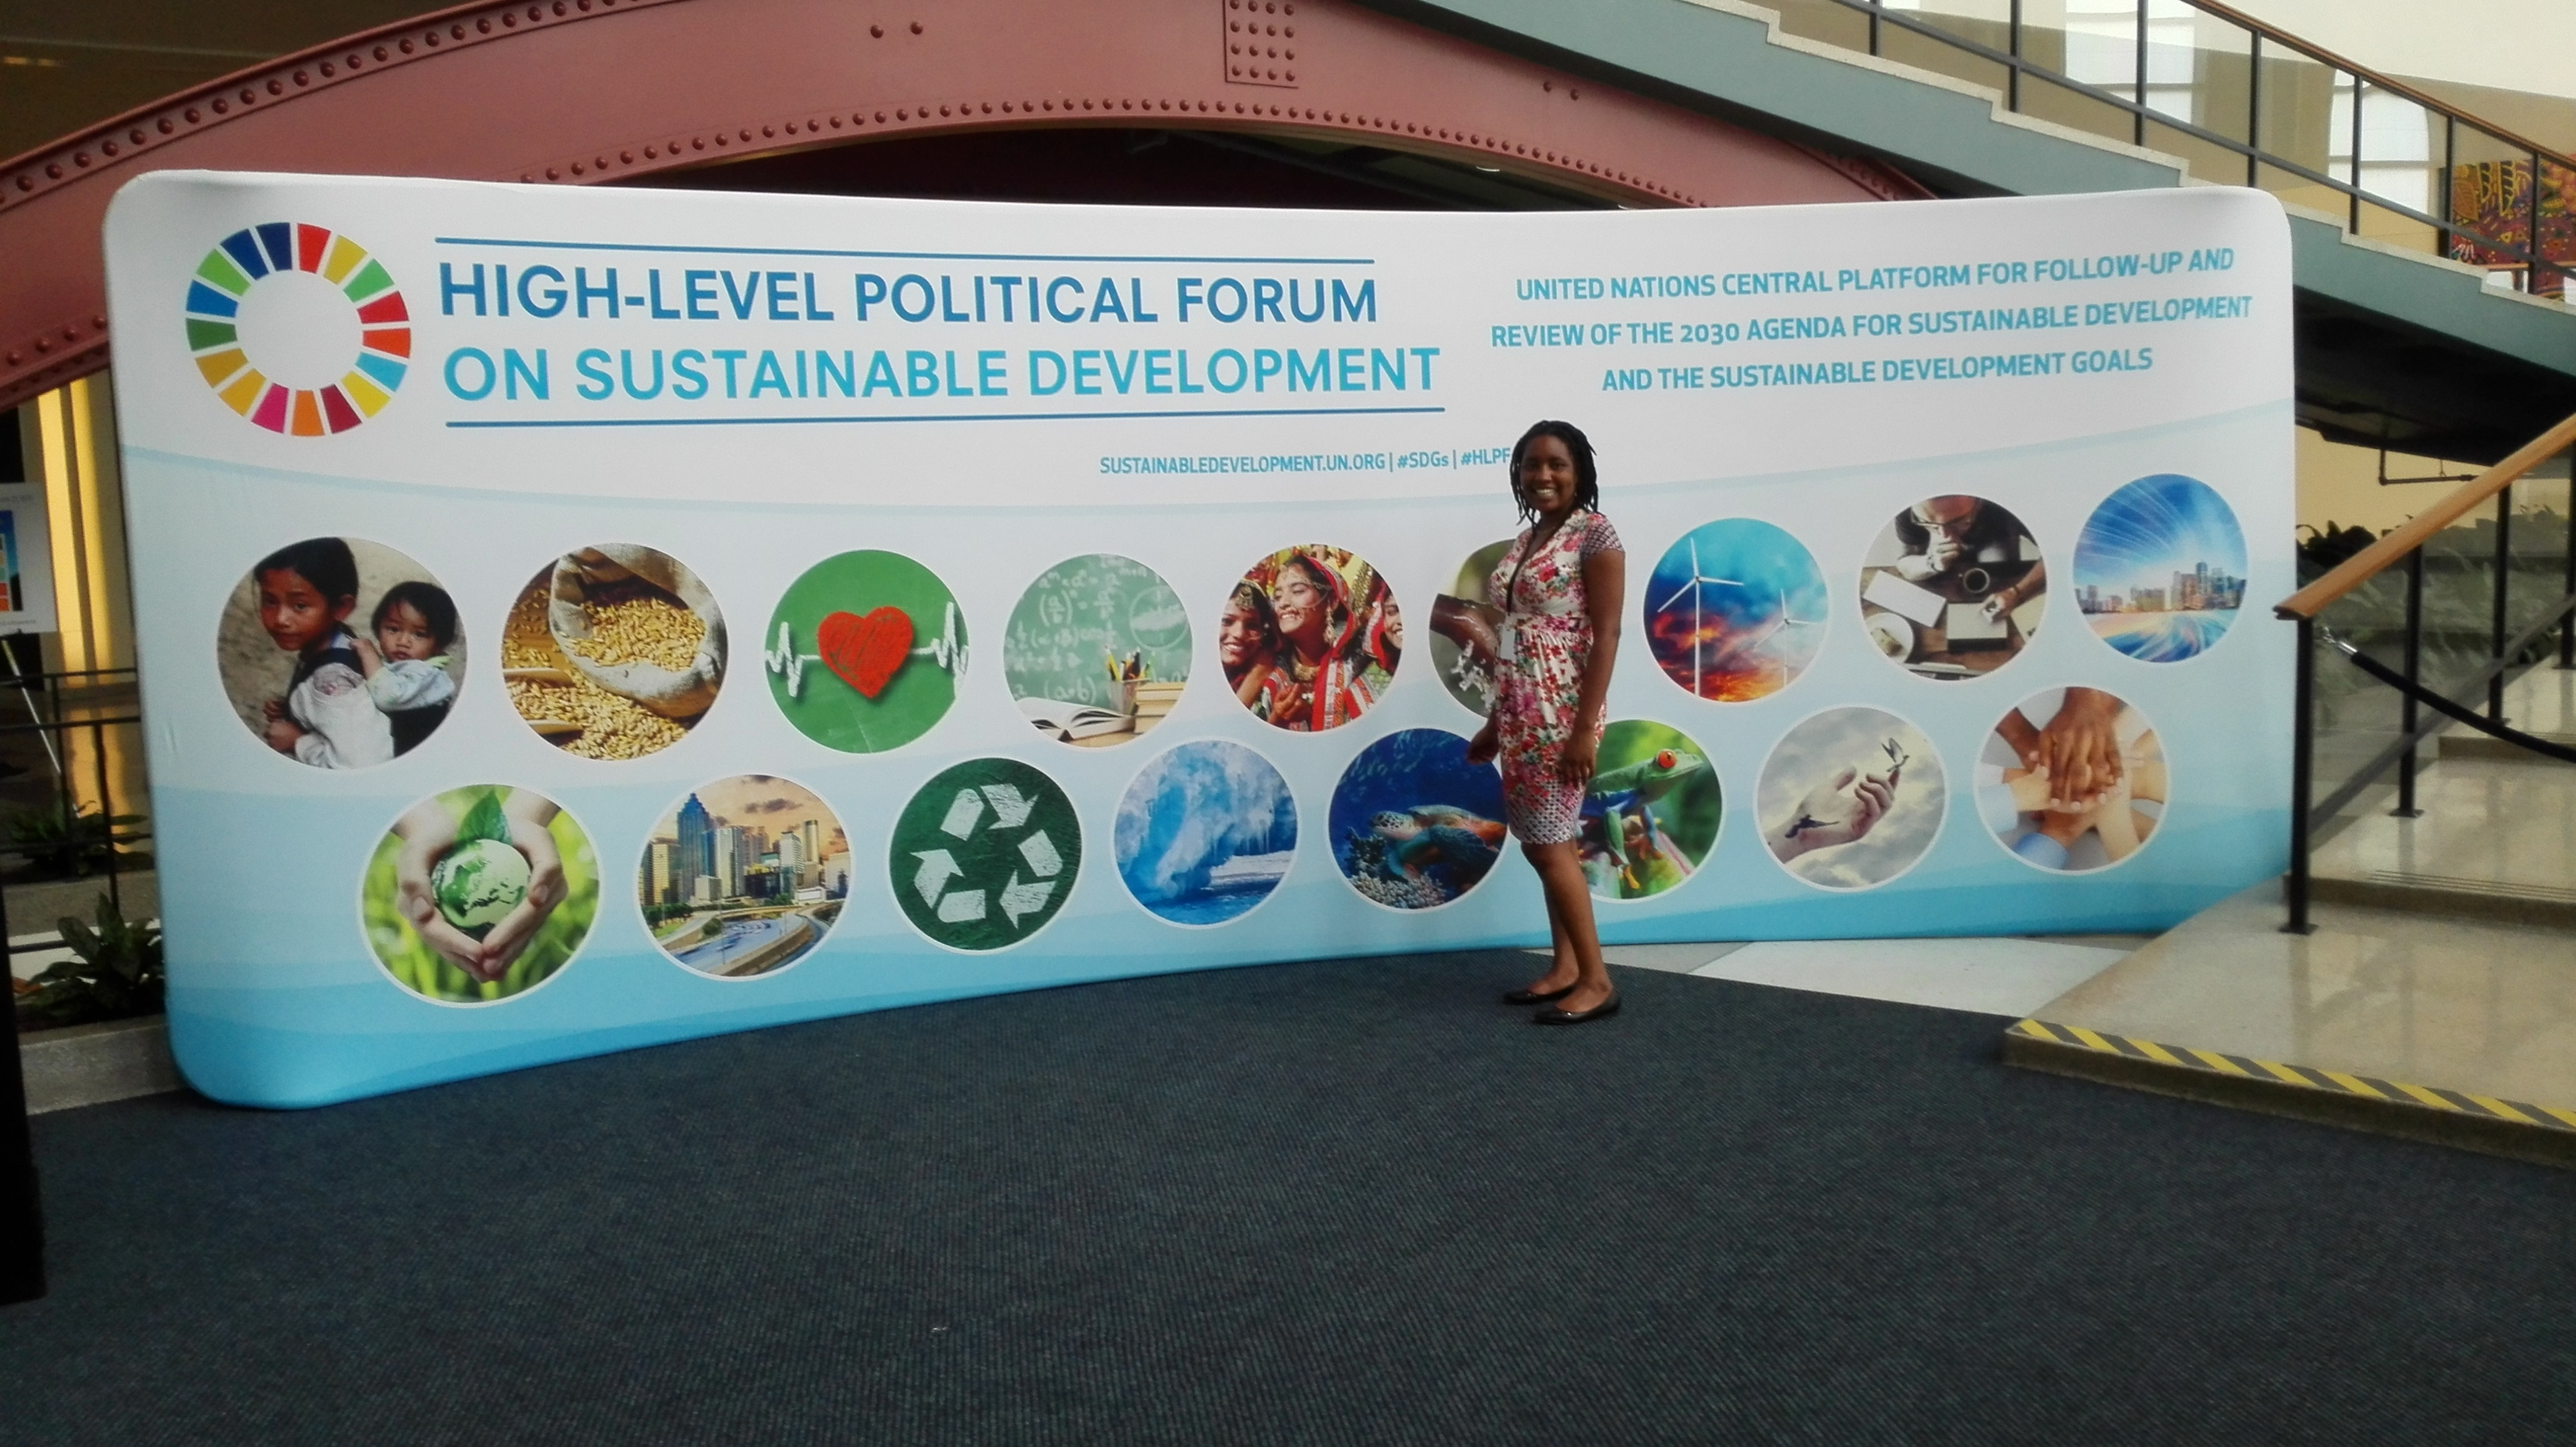 HIGH-LEVEL POLITICAL FORUM
ON SUSTAINABLE DEVELOPMENT
UNITED NATIONS CENTRAL PLATFORM FOR FOLLOW-UP AND
REVIEW OF THE 2030 AGENDA FOR SUSTAINABLE DEVELOPMENT
AND THE SUSTAINABLE DEVELOPMENT GOALS
SUSTAINABLEDEVELOPMENT.UN.ORG | #SDGs | #HLPF